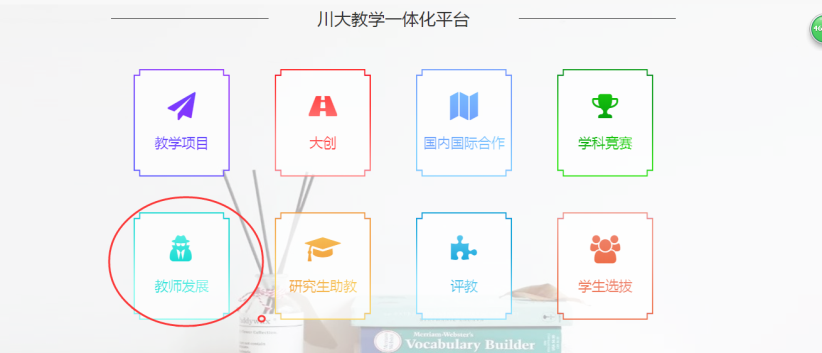 川大教学一体化平台
教学项目
大创
国内国际合作
学科竞赛
教师发展
研究生助教
评教
学生选拔
Merriam-Webster's
Vocabulary Builder